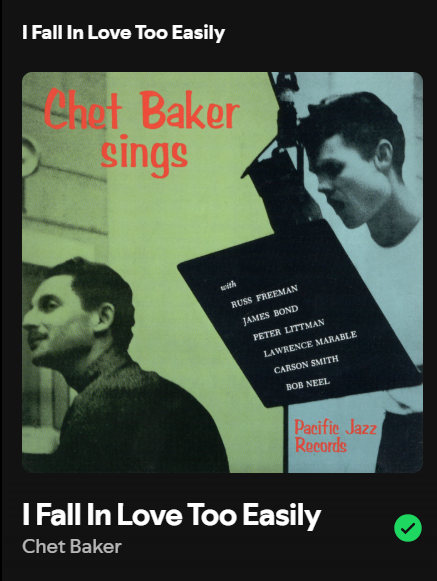 I Fall In Love Too Easily
Chet Baker
sings
with
RUSS FREEMAN
JAMES BOND
PETER LITTMAN
LAWRENCE MARABLE
CARSON SMITH
BOB NEEL
Pacific Jazz
Records
I Fall In Love Too Easily
Chet Baker